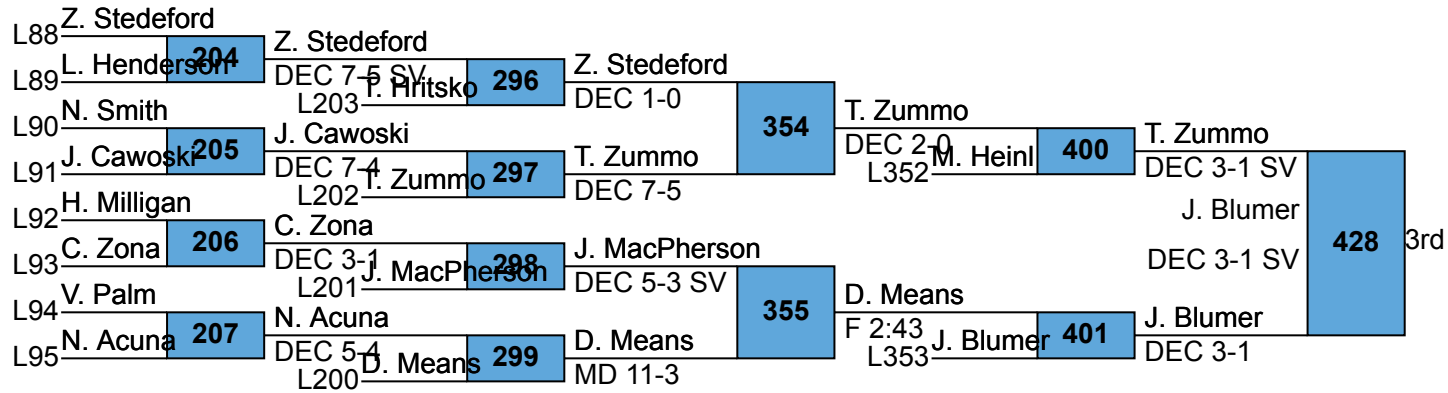 L88 Z. Stedeford
L89 L. Henderson
204
L90 N. Smith
L91 J. Cawoski
205
L92 H. Milligan
L93 C. Zona
206
L94 V. Palm
L95 N. Acuna
207
Z. Stedeford
DEC 7-5 SV
L203 T. Hritsko
296
J. Cawoski
DEC 7-4
L202 T. Zummo
297
C. Zona
DEC 3-1
L201 J. MacPherson
298
N. Acuna
DEC 5-4
L200 D. Means
299
Z. Stedeford
DEC 1-0
354
T. Zummo
DEC 7-5
J. MacPherson
DEC 5-3 SV
355
D. Means
MD 11-3
T. Zummo
DEC 2-0
L352 M. Heinl
400
D. Means
F 2:43
L353 J. Blumer
401
T. Zummo
DEC 3-1 SV
J. Blumer
DEC 3-1 SV
428
3rd
J. Blumer
DEC 3-1